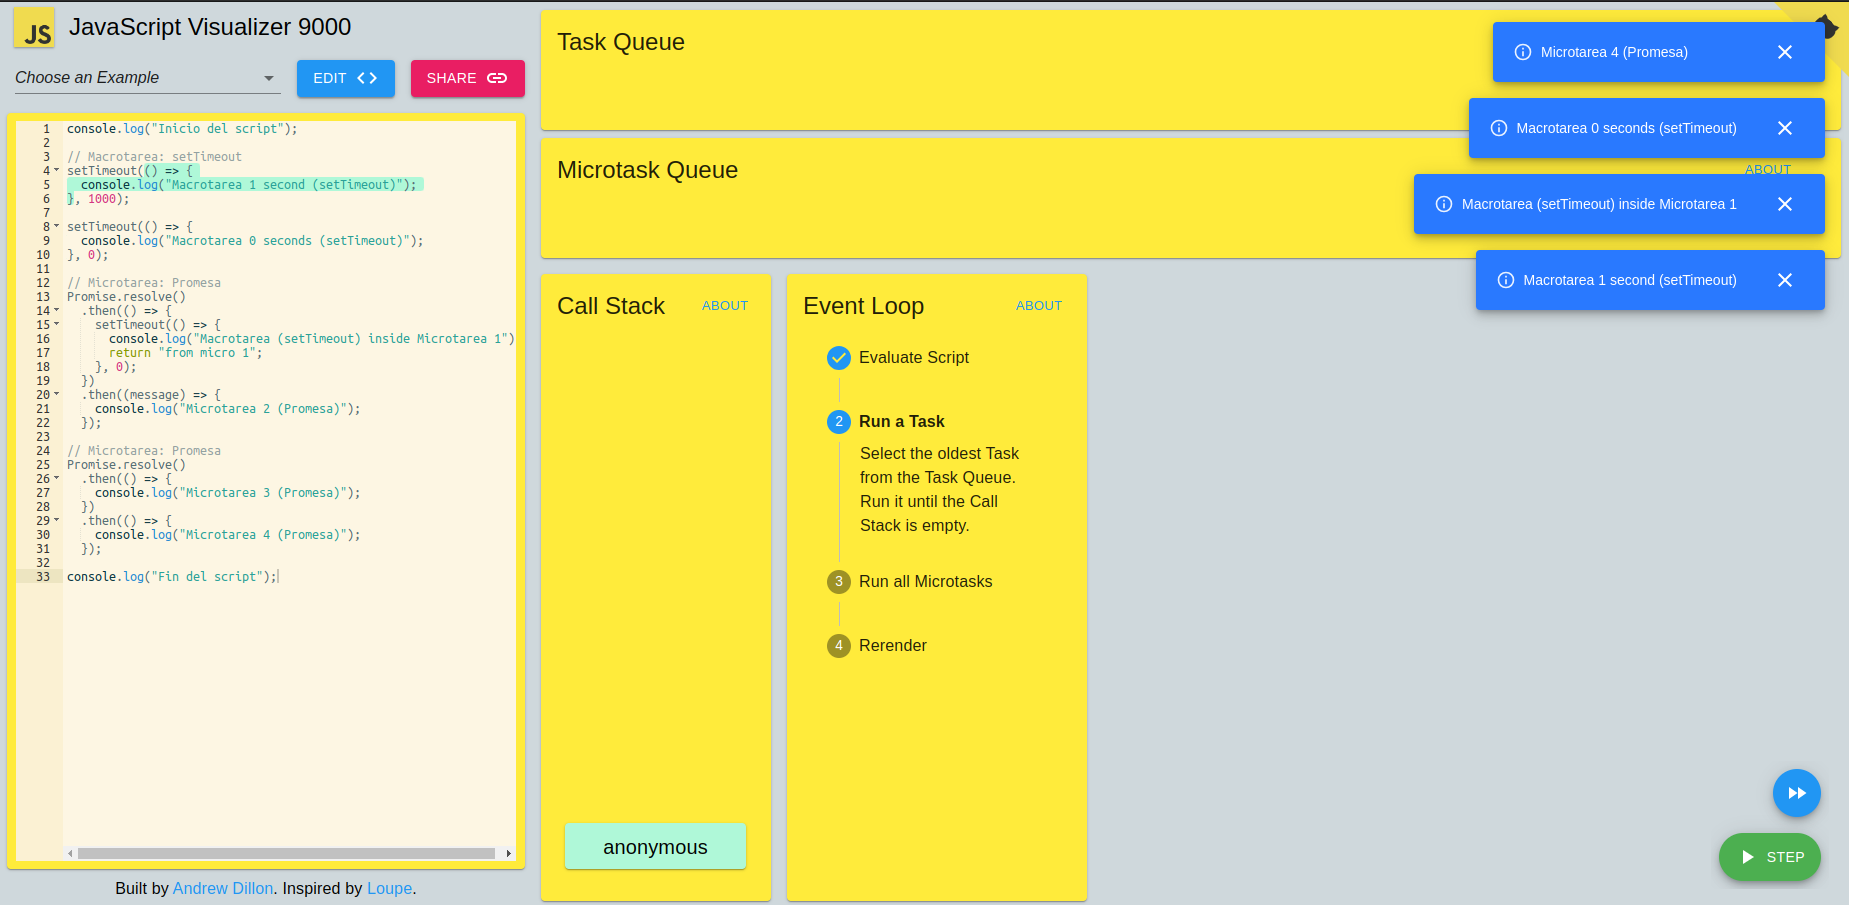 JS
JavaScript Visualizer 9000
Choose an Example
EDIT
SHARE
1 console.log("Inicio del script");
2
3 // Macrotarea: setTimeout
4 setTimeout(() => {
5 console.log("Macrotarea 1 second (setTimeout)");
6 }, 1000);
7
8 setTimeout(() => {
9 console.log("Macrotarea 0 seconds (setTimeout)");
10 }, 0);
11
12 // Microtarea: Promesa
13 Promise.resolve()
14 .then(() => {
15 setTimeout(() => {
16 console.log("Macrotarea (setTimeout) inside Microtarea 1")
17 return "from micro 1";
18 }, 0);
19 })
20 .then((message) => {
21 console.log("Microtarea 2 (Promesa)");
22 });
23
24 // Microtarea: Promesa
25 Promise.resolve()
26 .then(() => {
27 console.log("Microtarea 3 (Promesa)");
28 })
29 .then(() => {
30 console.log("Microtarea 4 (Promesa)");
31 });
32
33 console.log("Fin del script");
Built by Andrew Dillon. Inspired by Loupe.
Task Queue
Microtask Queue
ABOUT
Microtarea 4 (Promesa)
Macrotarea 0 seconds (setTimeout)
Macrotarea (setTimeout) inside Microtarea 1
Macrotarea 1 second (setTimeout)
Call Stack
ABOUT
anonymous
Event Loop
ABOUT
Evaluate Script
2 Run a Task
Select the oldest Task
from the Task Queue.
Run it until the Call
Stack is empty.
3 Run all Microtasks
4 Rerender
STEP